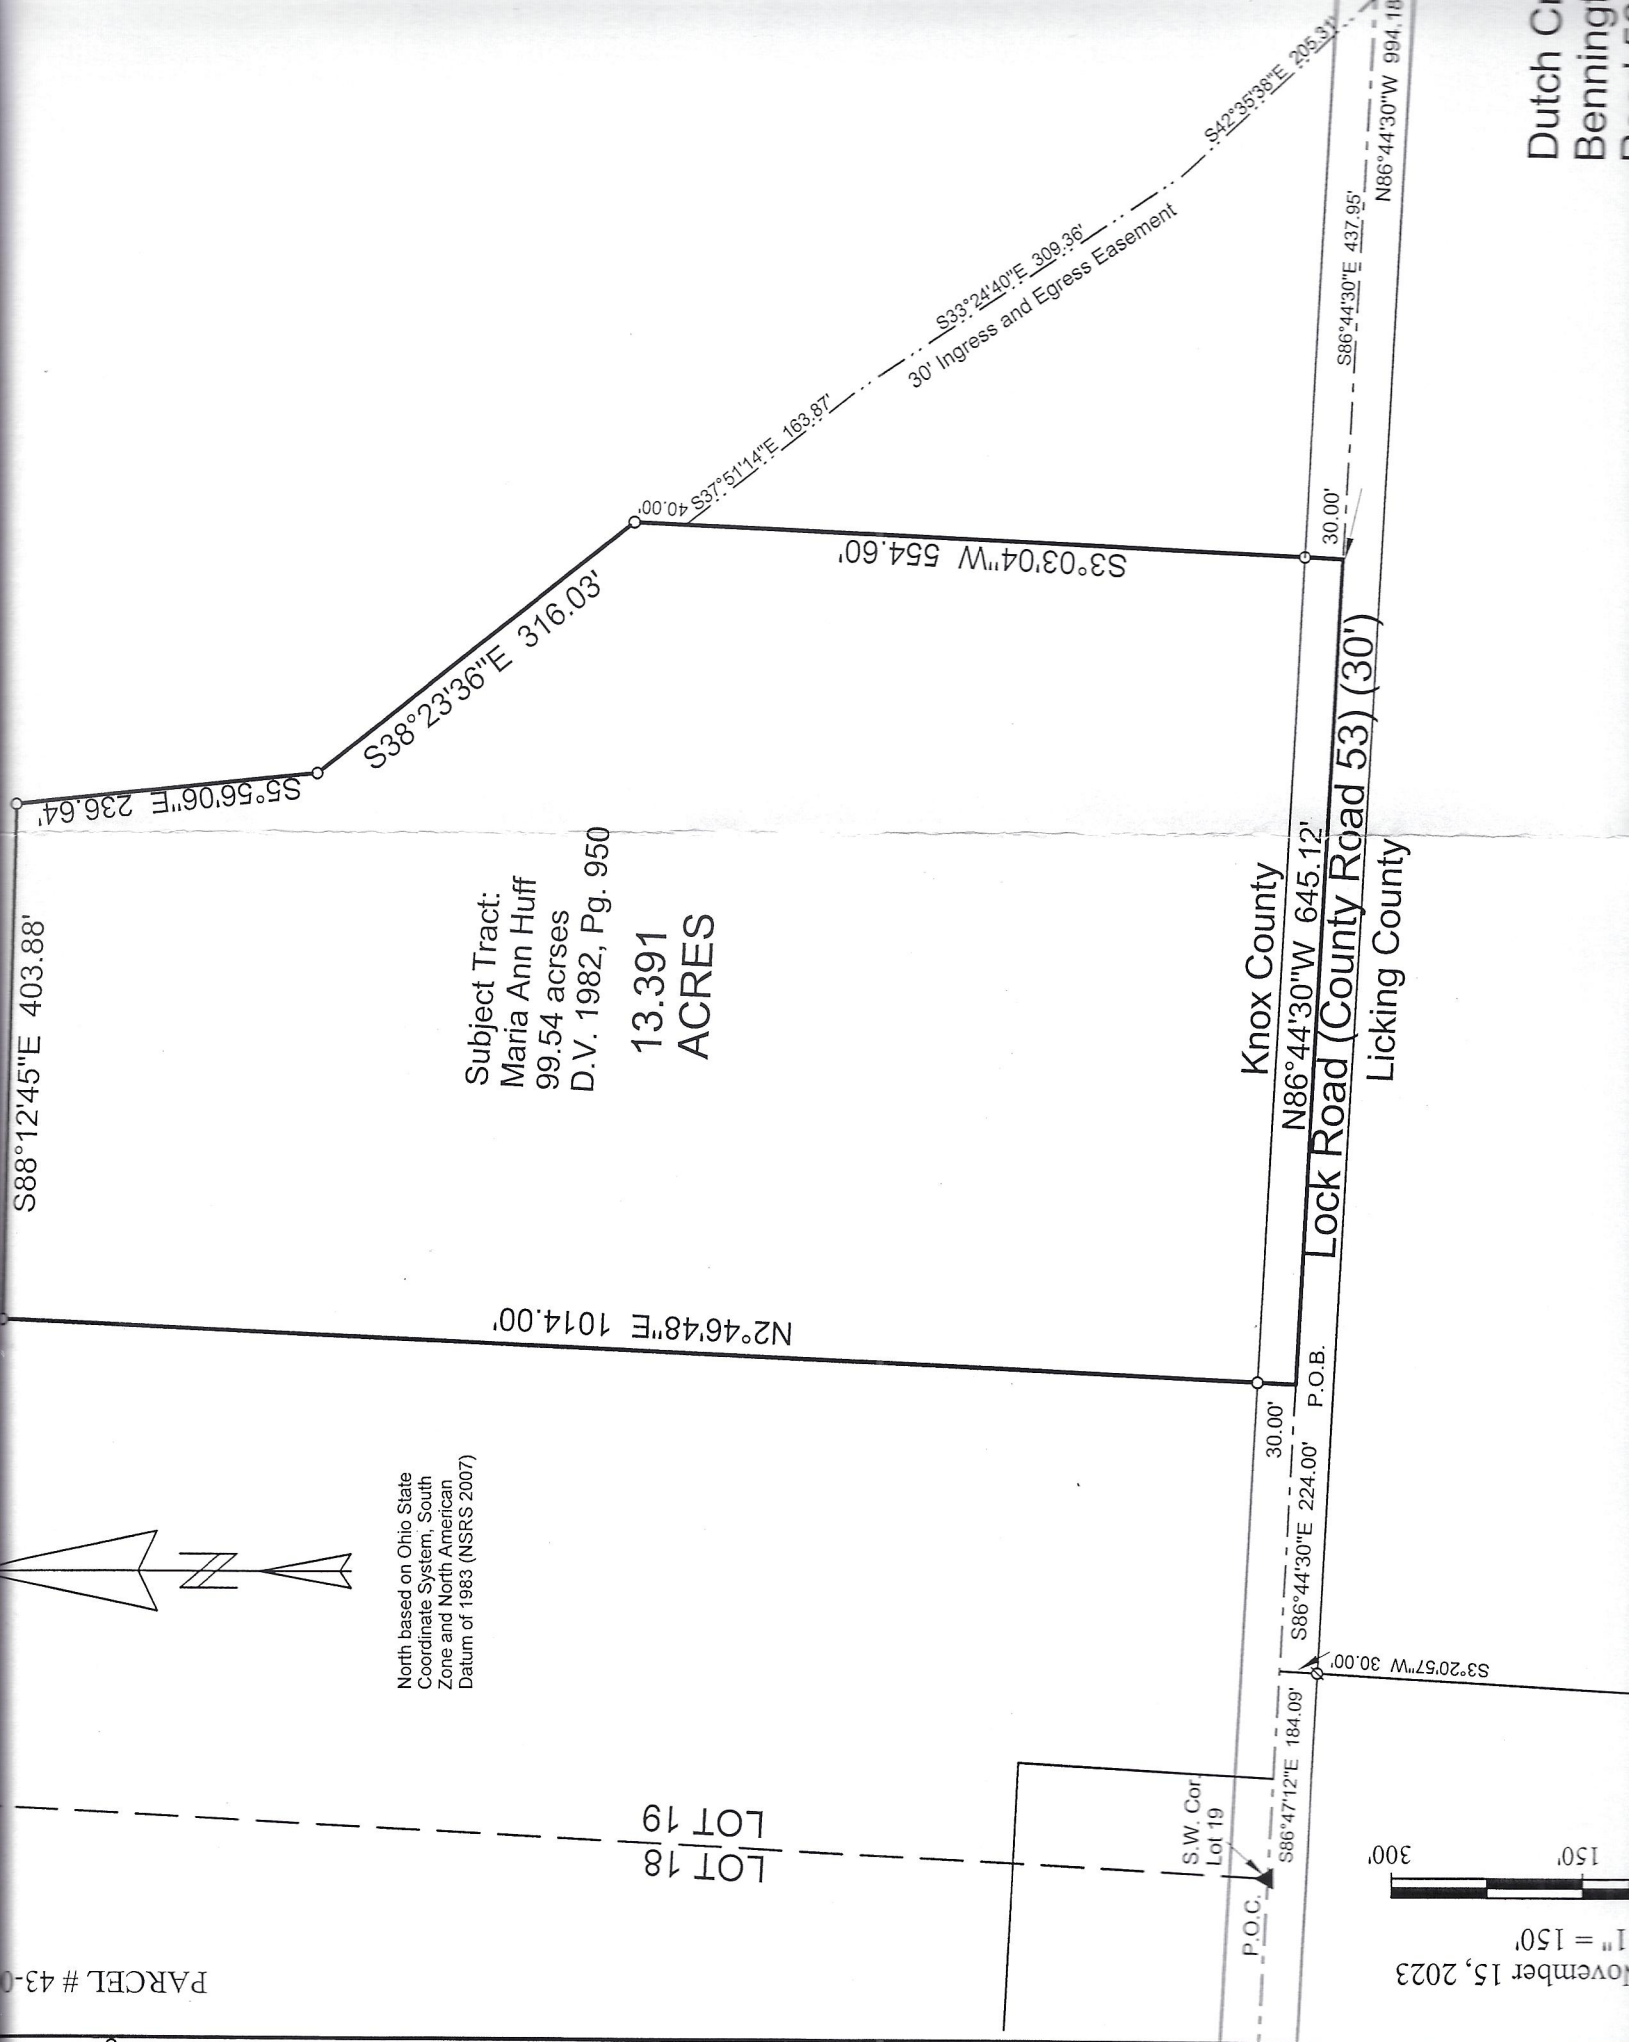 S88°12'45"E 403.88'
S5°56'06"E 236.64'
S38°23'36"E 316.03'
40.00'
S37°51'14"E 163.87'
S33°24'40"E 309.36'
30' Ingress and Egress Easement
S42°35'38"E 205.31'
S3°03'04"W 554.60'
30.00'
S86°44'30"E 437.95'
N86°44'30"W 994.18
Dutch
Subject Tract:
Maria Ann Huff
99.54 acrses
D.V. 1982, Pg. 950
13.391
ACRES
Knox County
N86°44'30"W 645.12'
Lock Road (County Road 53) (30')
Licking County
N2°46'48"E 1014.00'
North based on Ohio State
Coordinate System, South
Zone and North American
Datum of 1983 (NSRS 2007)
N
30.00'
P.O.B.
S86°44'30"E 224.00'
S3°20'57"W 30.00'
S86°47'12"E 184.09'
S.W. Cor.
Lot 19
P.O.C.
LOT 19
LOT 18
300'
150'
1" = 150'
November 15, 2023
PARCEL # 43-0